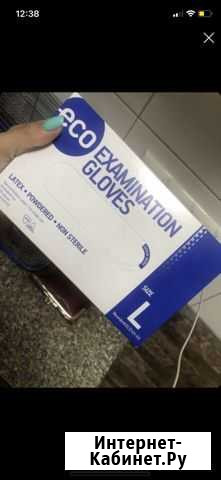 12:38
eco
EXAMINATION
GLOVES
LATEX • POWDERED • NON STERILE
SIZE
L
Интернет-
Кабинет.Ру